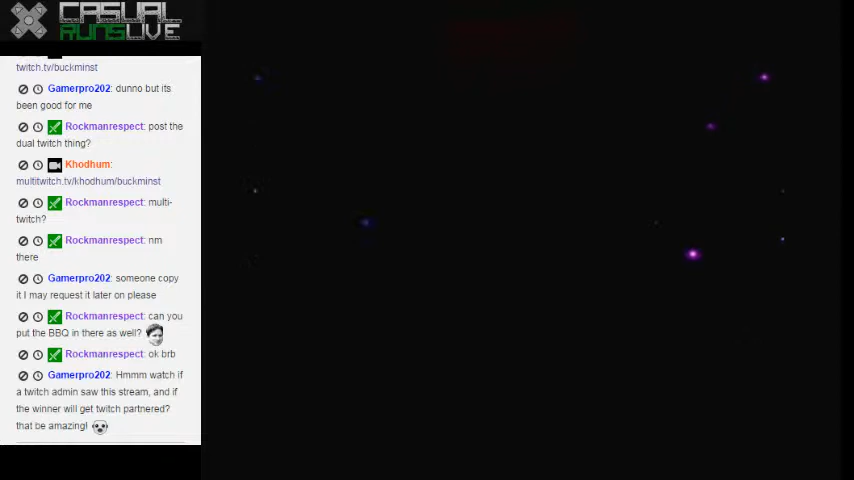 CASUAL
RUNSLIVE
twitch.tv/buckminst
Gamerpro202: dunno but its
been good for me
Rockmanrespect: post the
dual twitch thing?
Khodhum:
multitwitch.tv/khodhum/buckminst
Rockmanrespect: multi-
twitch?
Rockmanrespect: nm
there
Gamerpro202: someone copy
it I may request it later on please
Rockmanrespect: can you
put the BBQ in there as well?
Rockmanrespect: ok brb
Gamerpro202: Hmmm watch if
a twitch admin saw this stream, and if
the winner will get twitch partnered?
that be amazing!